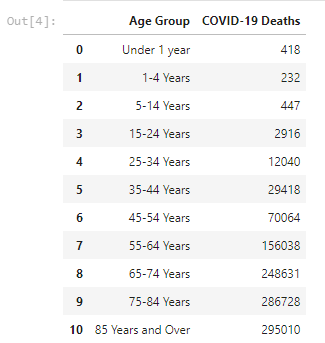 Out[4]:
Age Group COVID-19 Deaths
0 Under 1 year 418
1 1-4 Years 232
2 5-14 Years 447
3 15-24 Years 2916
4 25-34 Years 12040
5 35-44 Years 29418
6 45-54 Years 70064
7 55-64 Years 156038
8 65-74 Years 248631
9 75-84 Years 286728
10 85 Years and Over 295010